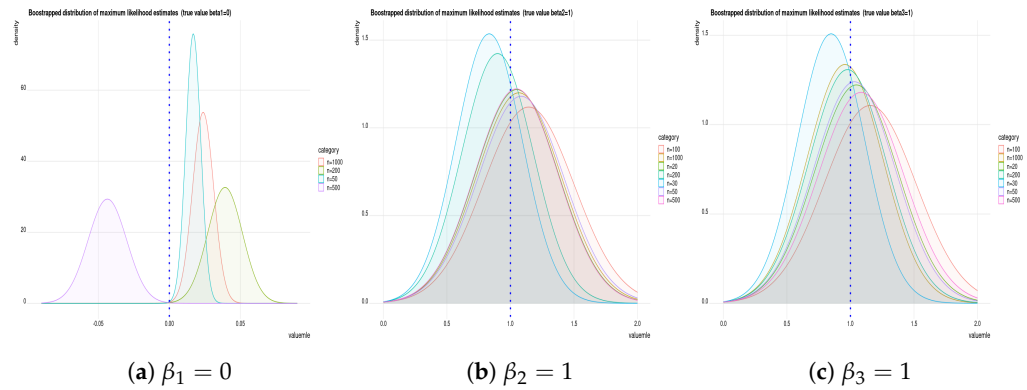 Boostrapped distribution of maximum likelihood estimates (true value beta1=0)
density
60
40
20
0
-0.05
0.00
0.05
valuemle
category
n=1000
n=200
n=50
n=500
(a) β₁ = 0
Boostrapped distribution of maximum likelihood estimates (true value beta2=1)
density
1.5
1.0
0.5
0.0
0.0
0.5
1.0
1.5
2.0
valuemle
category
n=100
n=1000
n=20
n=200
n=30
n=50
n=500
(b) β₂ = 1
Boostrapped distribution of maximum likelihood estimates (true value beta3=1)
density
1.5
1.0
0.5
0.0
0.0
0.5
1.0
1.5
2.0
valuemle
category
n=100
n=1000
n=20
n=200
n=30
n=50
n=500
(c) β₃ = 1